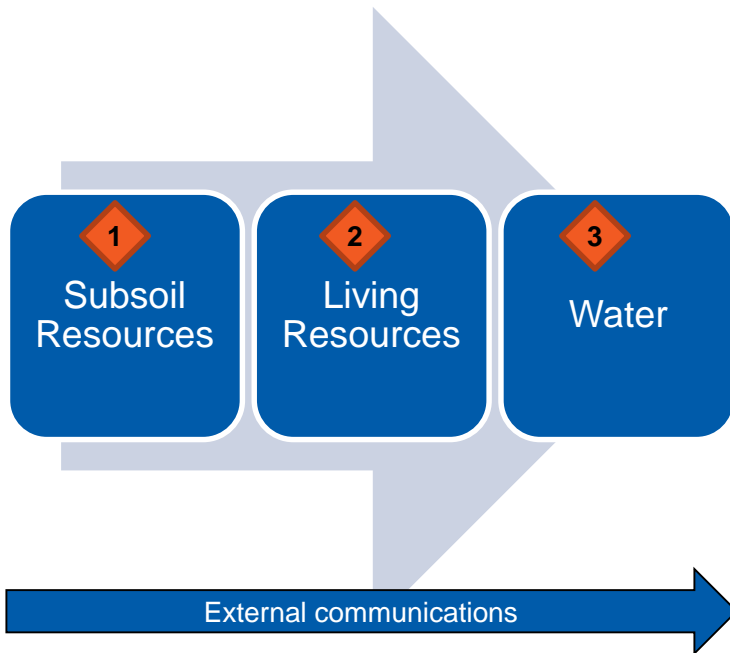 1
Subsoil
Resources
2
Living
Resources
3
Water
External communications